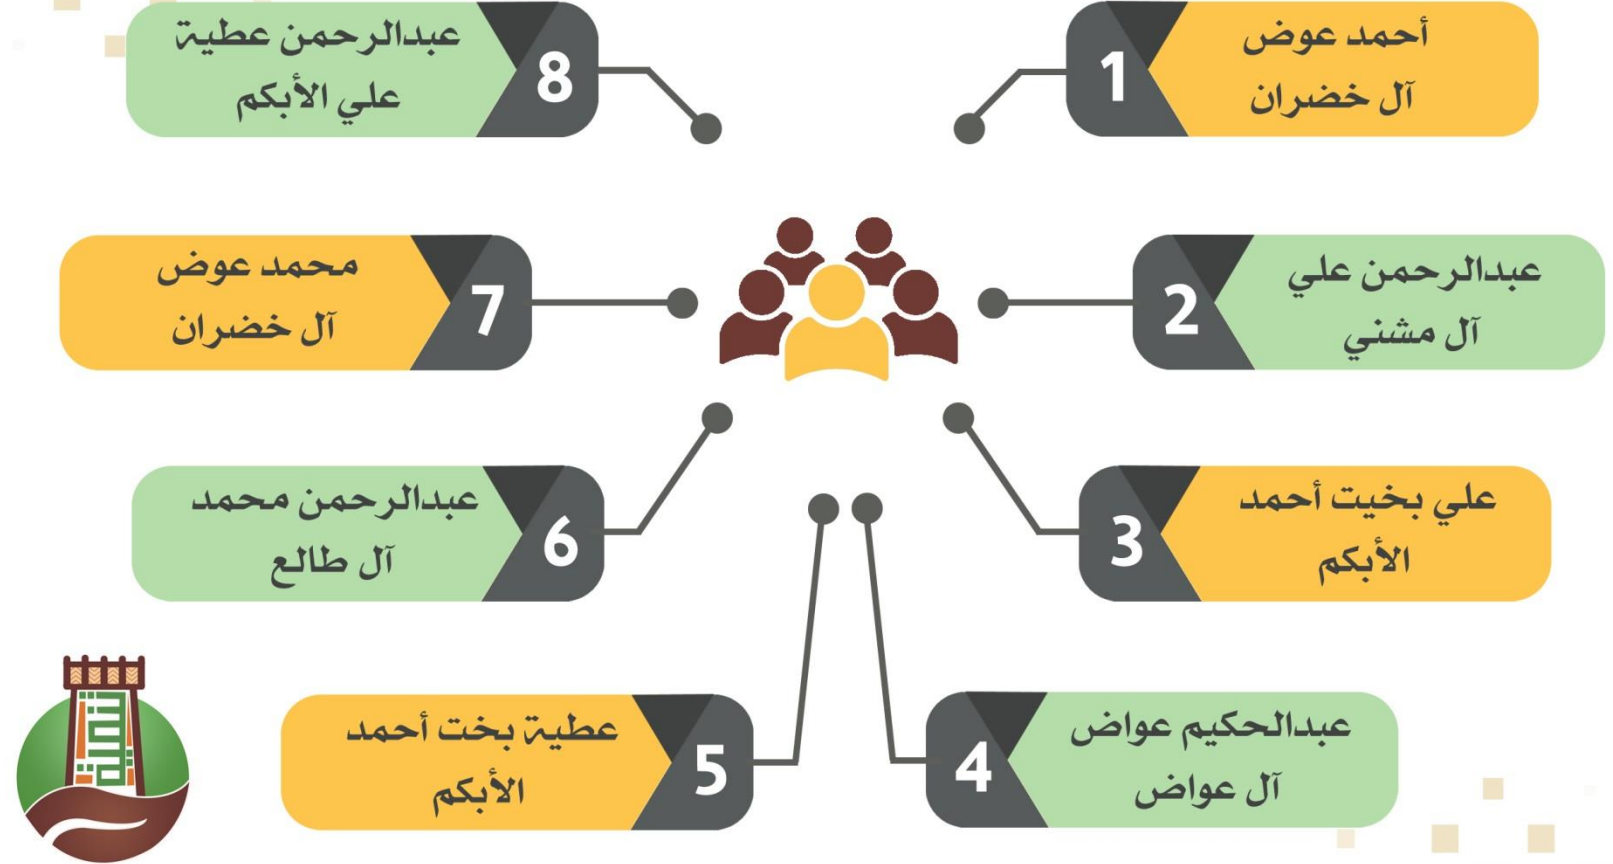 1
أحمد عوض
آل خضران
2
عبدالرحمن علي
آل مشني
3
علي بخيت أحمد
الأبكم
4
عبدالحكيم عواض
آل عواض
5
عطية بخت أحمد
الأبكم
6
عبدالرحمن محمد
آل طالع
7
محمد عوض
آل خضران
8
عبدالرحمن عطية
علي الأبكم